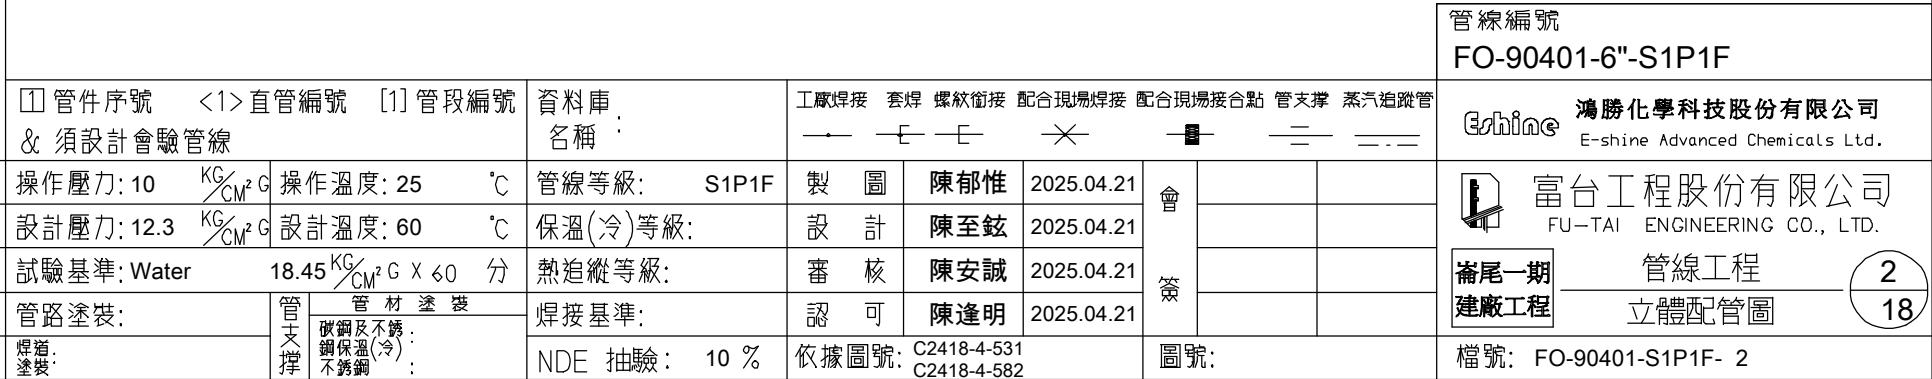 管線編號
FO-90401-6"-S1P1F
1 管件序號 <1>直管編號 [1] 管段編號
& 須設計會驗管線
資料庫名稱 :
工廠焊接 套焊 螺紋銜接 配合現場焊接 配合現場接合點 管支撐 蒸汽追蹤管
Eshine 鴻勝化學科技股份有限公司
E-shine Advanced Chemicals Ltd.
操作壓力: 10 KG/CM² G 操作溫度: 25 °C 管線等級: S1P1F 製圖 陳郁惟 2025.04.21
設計壓力: 12.3 KG/CM² G 設計溫度: 60 °C 保溫(冷)等級: 設計 陳至鉉 2025.04.21
試驗基準: Water 18.45 KG/CM² G X 60 分 熱追縱等級: 審核 陳安誠 2025.04.21
管路塗裝: 管支撐 管材塗裝 焊接基準: 認可 陳逢明 2025.04.21
會簽
碳鋼及不銹鋼保溫(冷) :
不銹鋼 :
焊道塗裝:
NDE 抽驗: 10 % 依據圖號: C2418-4-531
C2418-4-582
圖號:
富台工程股份有限公司
FU-TAI ENGINEERING CO., LTD.
崙尾一期
建廠工程
管線工程
立體配管圖
2
18
檔號: FO-90401-S1P1F- 2